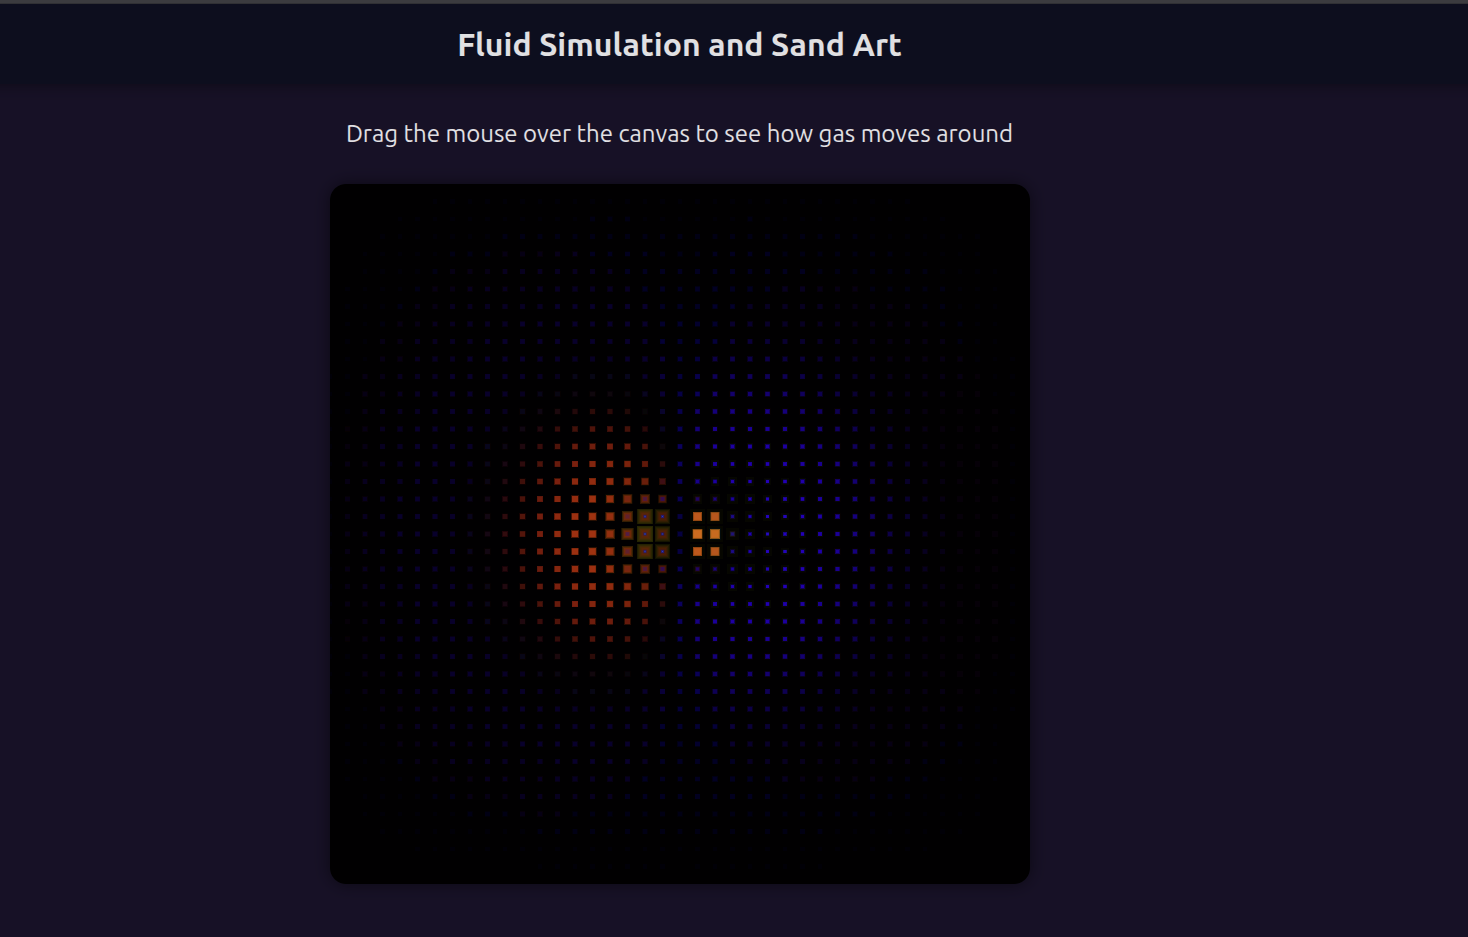 Fluid Simulation and Sand Art
Drag the mouse over the canvas to see how gas moves around